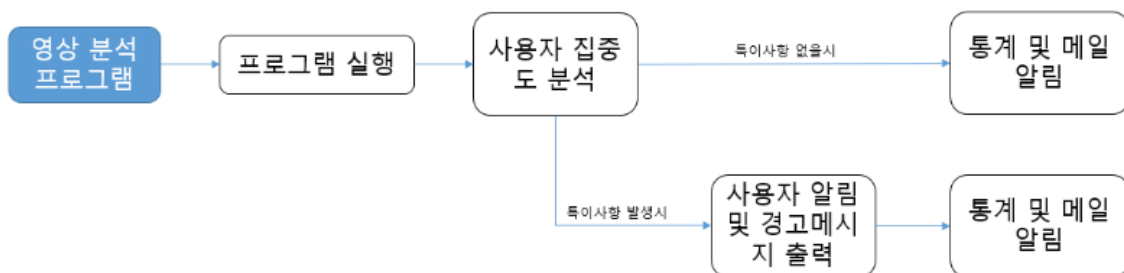 영상 분석
프로그램
프로그램 실행
사용자 집중
도 분석
특이사항 없을시
통계 및 메일
알림
특이사항 발생시
사용자 알림
및 경고메시
지 출력
통계 및 메일
알림